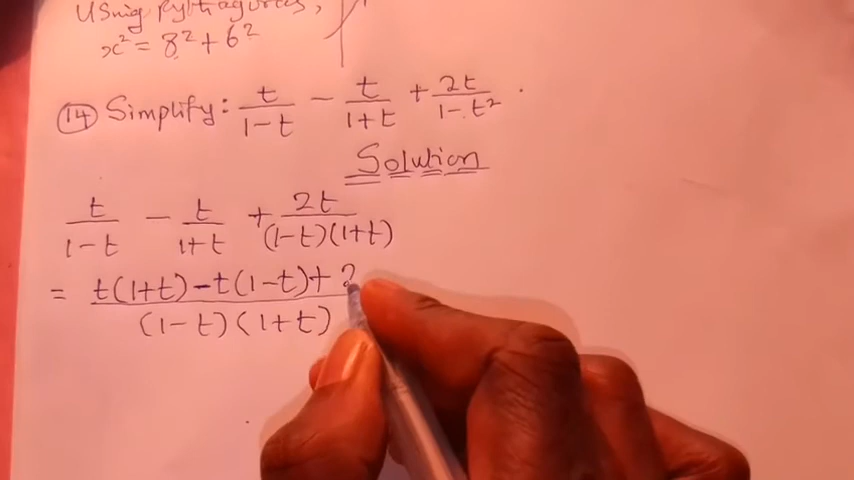 Using Pythagoras,
x² = 8² + 6²
(14) Simplify: t/(1-t) - t/(1+t) + 2t/(1-t²).
Solution
t/(1-t) - t/(1+t) + 2t/((1-t)(1+t))
= (t(1+t) - t(1-t) + 2)/((1-t)(1+t))